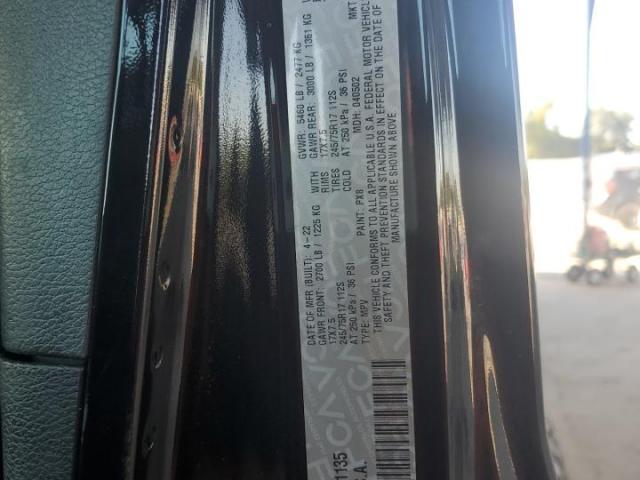 DATE OF MFR (BUILT): 4-22 GVWR: 5460 LB / 2477 KG
GAWR FRONT: 2700 LB / 1225 KG WITH GAWR REAR: 3000 LB / 1361 KG
17X7.5 RIMS 17X7.5
245/75R17 112S TIRES 245/75R17 112S
AT 250 kPa / 36 PSI COLD AT 250 kPa / 36 PSI
TYPE: MPV PAINT: PX8 MDH: 040502 MKT
THIS VEHICLE CONFORMS TO ALL APPLICABLE U.S.A. FEDERAL MOTOR VEHICLE
SAFETY AND THEFT PREVENTION STANDARDS IN EFFECT ON THE DATE OF
MANUFACTURE SHOWN ABOVE
1135
.A.